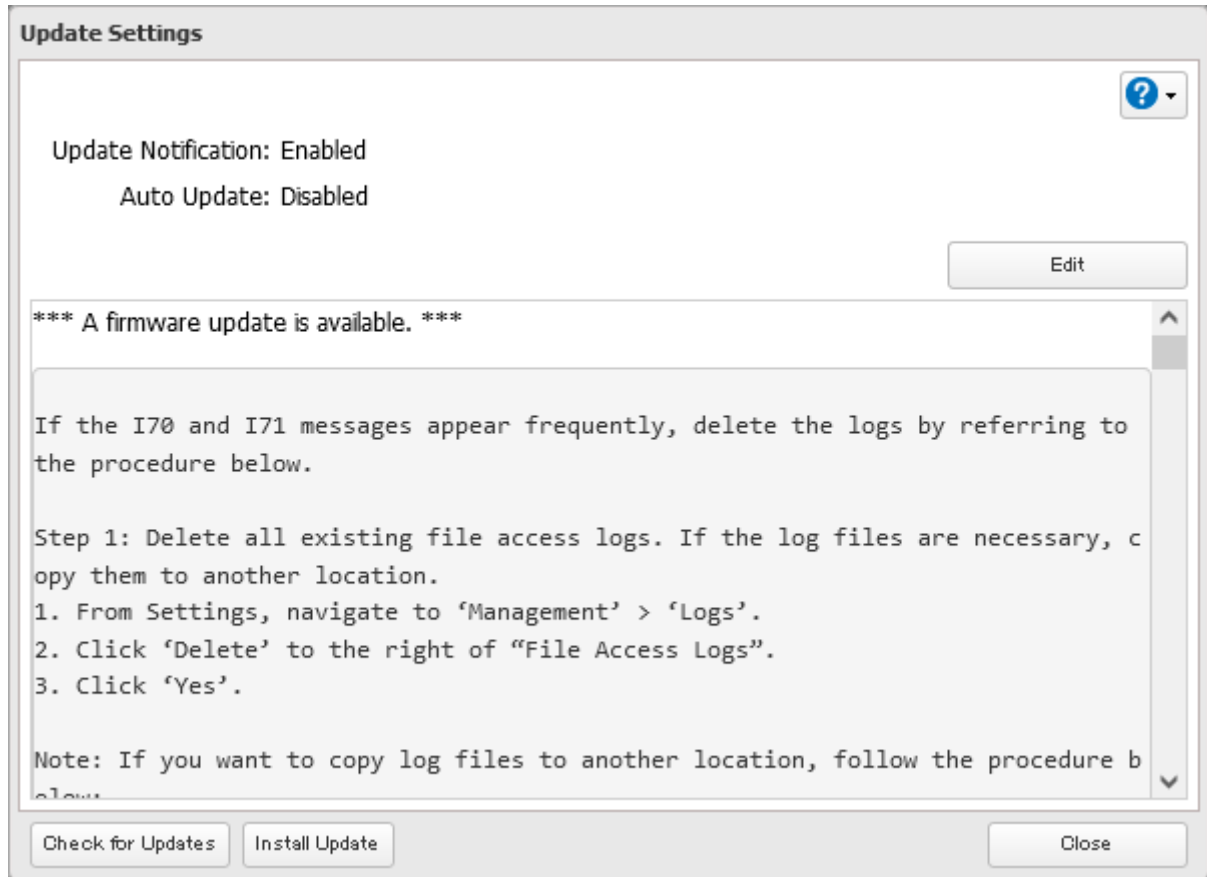 Update Settings
Update Notification: Enabled
Auto Update: Disabled
Edit
*** A firmware update is available. ***
If the I70 and I71 messages appear frequently, delete the logs by referring to
the procedure below.
Step 1: Delete all existing file access logs. If the log files are necessary, c
opy them to another location.
1. From Settings, navigate to ‘Management’ > ‘Logs’.
2. Click ‘Delete’ to the right of “File Access Logs”.
3. Click ‘Yes’.
Note: If you want to copy log files to another location, follow the procedure b
elow:
Check for Updates
Install Update
Close